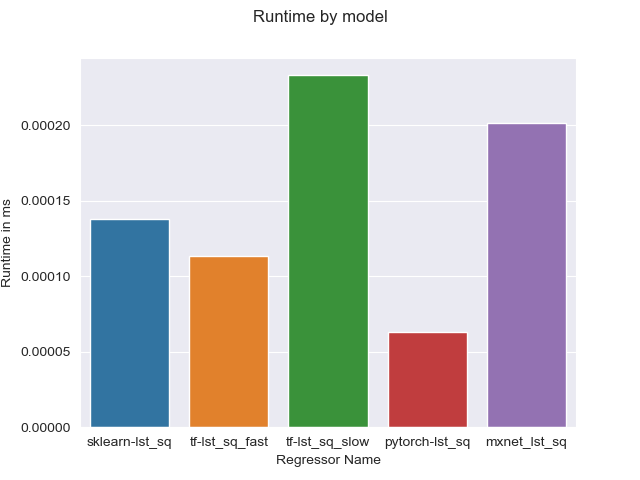 Runtime by model
Runtime in ms
0.00020
0.00015
0.00010
0.00005
0.00000
sklearn-lst_sq tf-lst_sq_fast tf-lst_sq_slow pytorch-lst_sq mxnet_lst_sq
Regressor Name